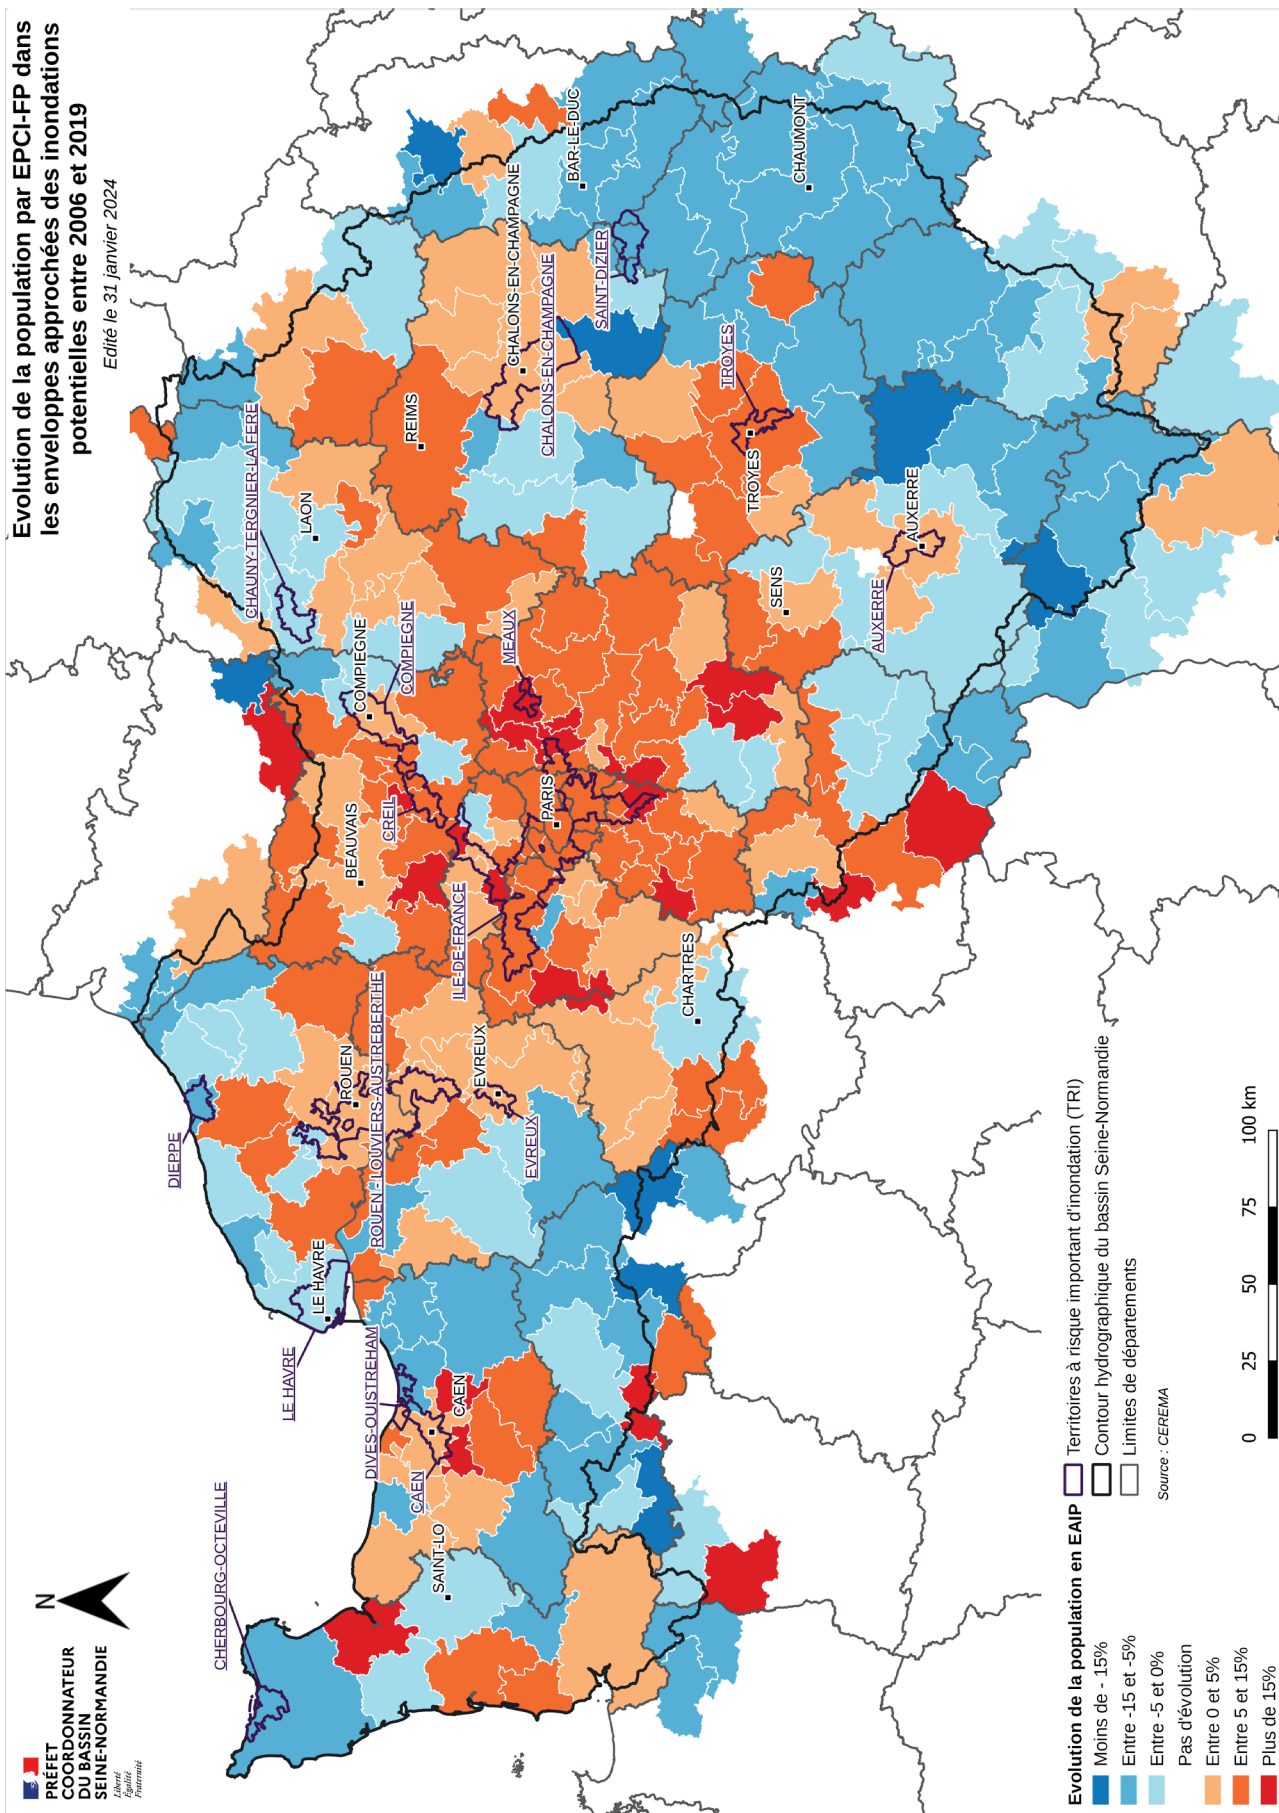 Evolution de la population par EPCI-FP dans
les enveloppes approchées des inondations
potentielles entre 2006 et 2019
Edité le 31 janvier 2024
PRÉFET
COORDONNATEUR
DU BASSIN
SEINE-NORMANDIE
Liberté
Égalité
Fraternité
N
CHERBOURG-OCTEVILLE
SAINT-LO
CAEN
DIVES-OUISTREHAM
CAEN
LE HAVRE
LE HAVRE
DIEPPE
ROUEN
ROUEN - LOUVIERS-AUSTREBERTHE
EVREUX
EVREUX
CHARTRES
ILE-DE-FRANCE
BEAUVAIS
CREIL
PARIS
COMPIEGNE
COMPIEGNE
MEAUX
CHAUNY-TERGNIER-LAFERE
LAON
REIMS
SENS
AUXERRE
AUXERRE
TROYES
TROYES
CHALONS-EN-CHAMPAGNE
CHALONS-EN-CHAMPAGNE
SAINT-DIZIER
BAR-LE-DUC
CHAUMONT
Evolution de la population en EAIP
Moins de - 15%
Entre -15 et -5%
Entre -5 et 0%
Pas d'évolution
Entre 0 et 5%
Entre 5 et 15%
Plus de 15%
Territoires à risque important d'inondation (TRI)
Contour hydrographique du bassin Seine-Normandie
Limites de départements
Source : CEREMA
0 25 50 75 100 km